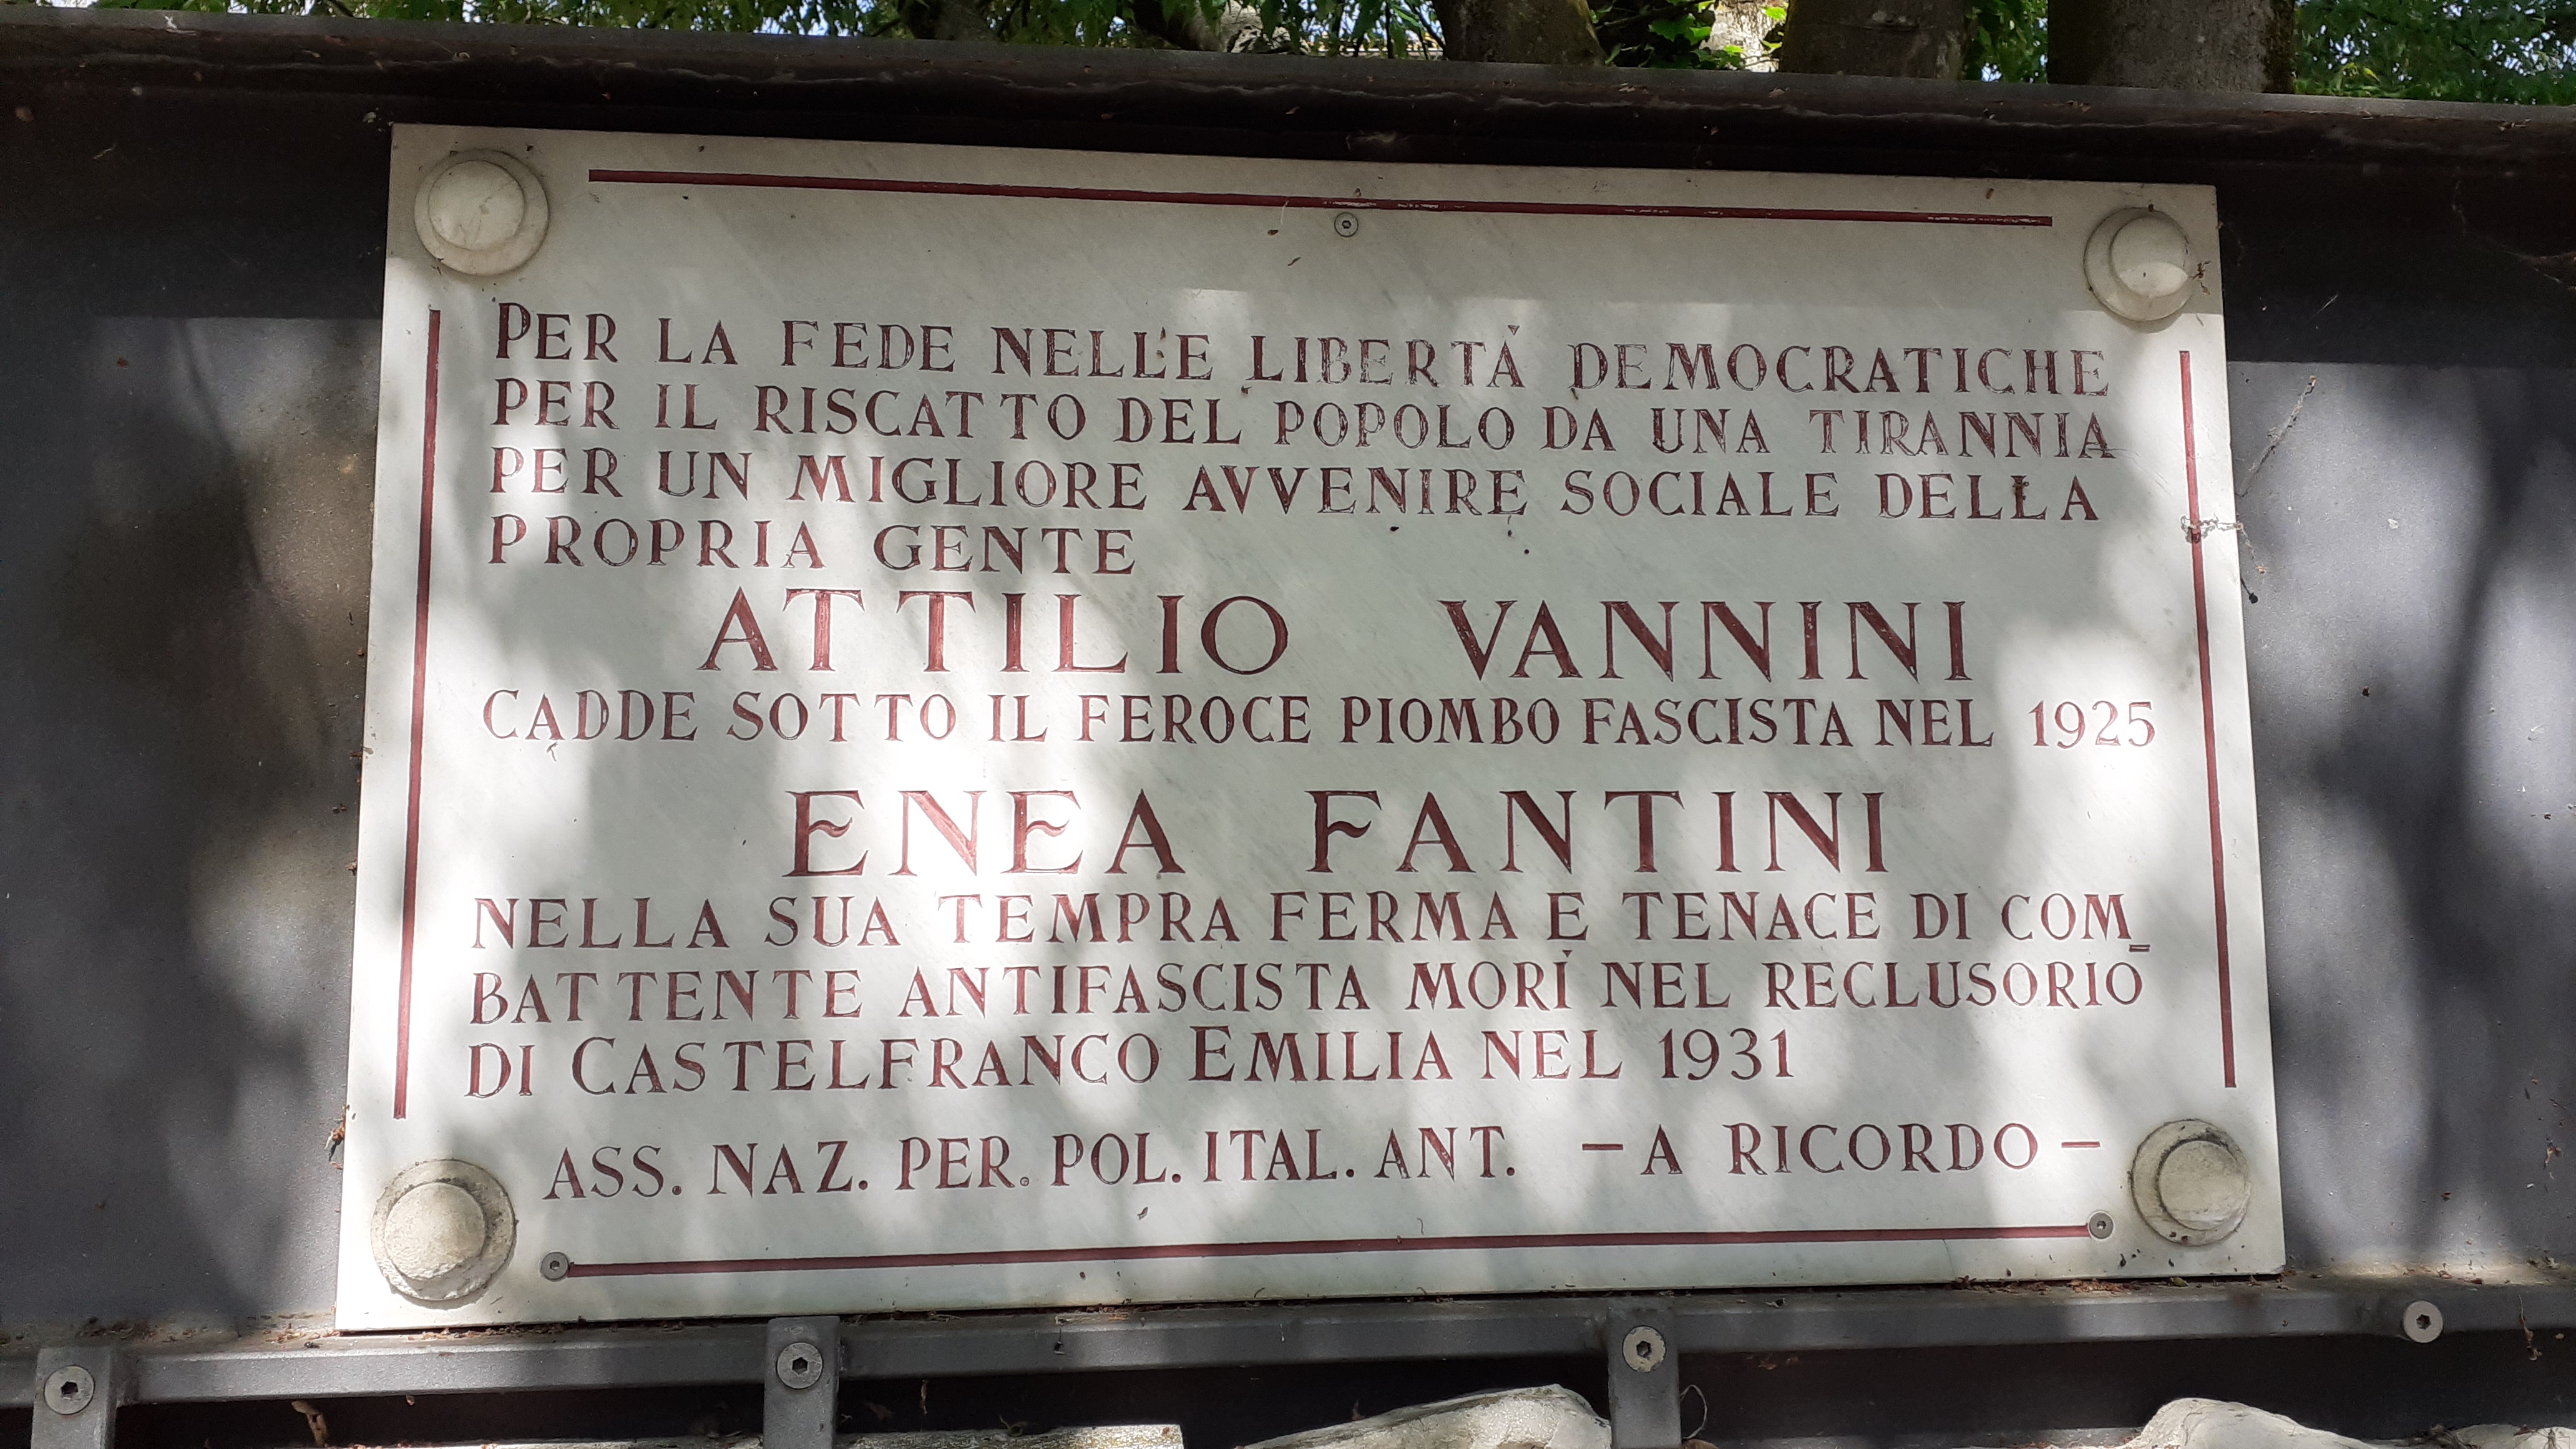 PER LA FEDE NELLE LIBERTÁ DEMOCRATICHE
PER IL RISCATTO DEL POPOLO DA UNA TIRANNIA
PER UN MIGLIORE AVVENIRE SOCIALE DELLA
PROPRIA GENTE
ATTILIO VANNINI
CADDE SOTTO IL FEROCE PIOMBO FASCISTA NEL 1925
ENEA FANTINI
NELLA SUA TEMPRA FERMA E TENACE DI COM_
BATTENTE ANTIFASCISTA MORÌ NEL RECLUSORIO
DI CASTELFRANCO EMILIA NEL 1931
ASS. NAZ. PER. POL. ITAL. ANT. – A RICORDO –